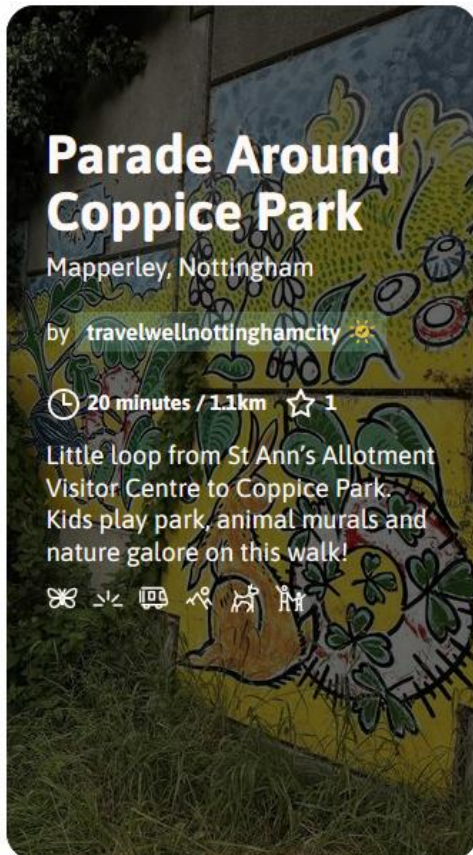 Parade Around
Coppice Park
Mapperley, Nottingham
by travelwellnottinghamcity
20 minutes / 1.1km 1
Little loop from St Ann’s Allotment
Visitor Centre to Coppice Park.
Kids play park, animal murals and
nature galore on this walk!